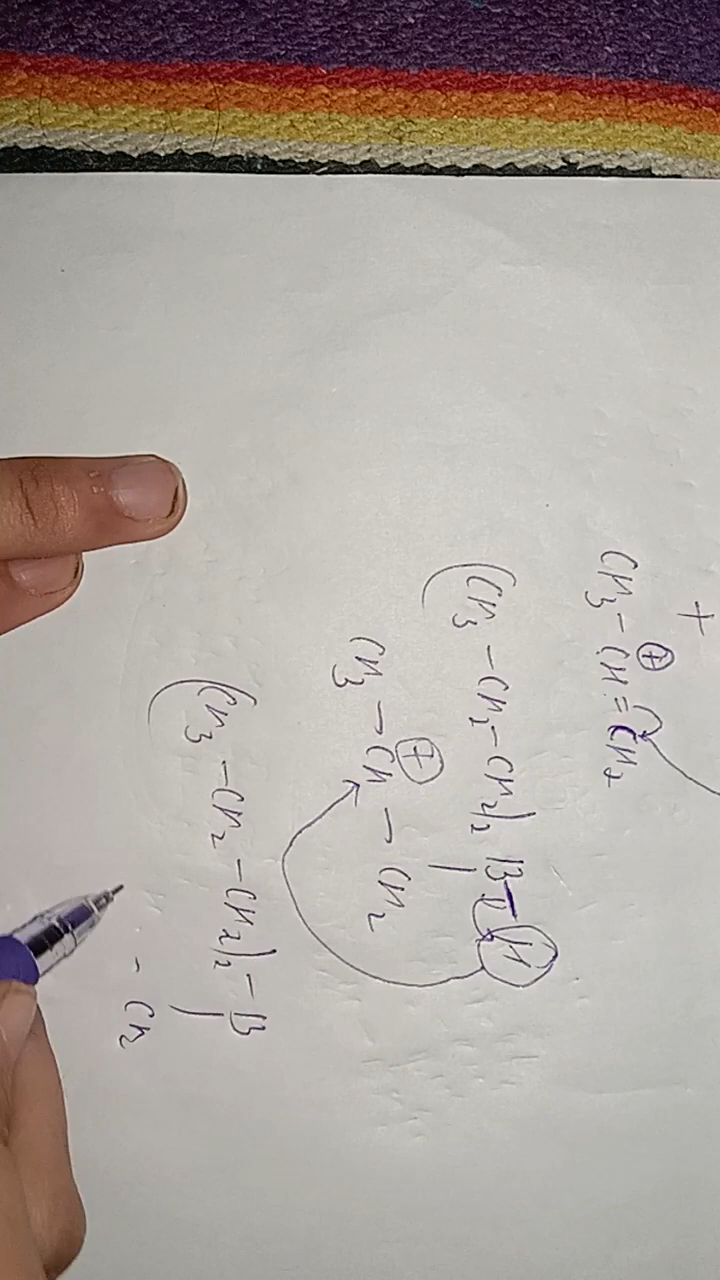 +
⊕
CH3 - CH = CH2
(CH3 - CH2 - CH2)2 B - H
|
⊕
CH3 - CH - CH2
(CH3 - CH2 - CH2)2 - B
|
- CH2